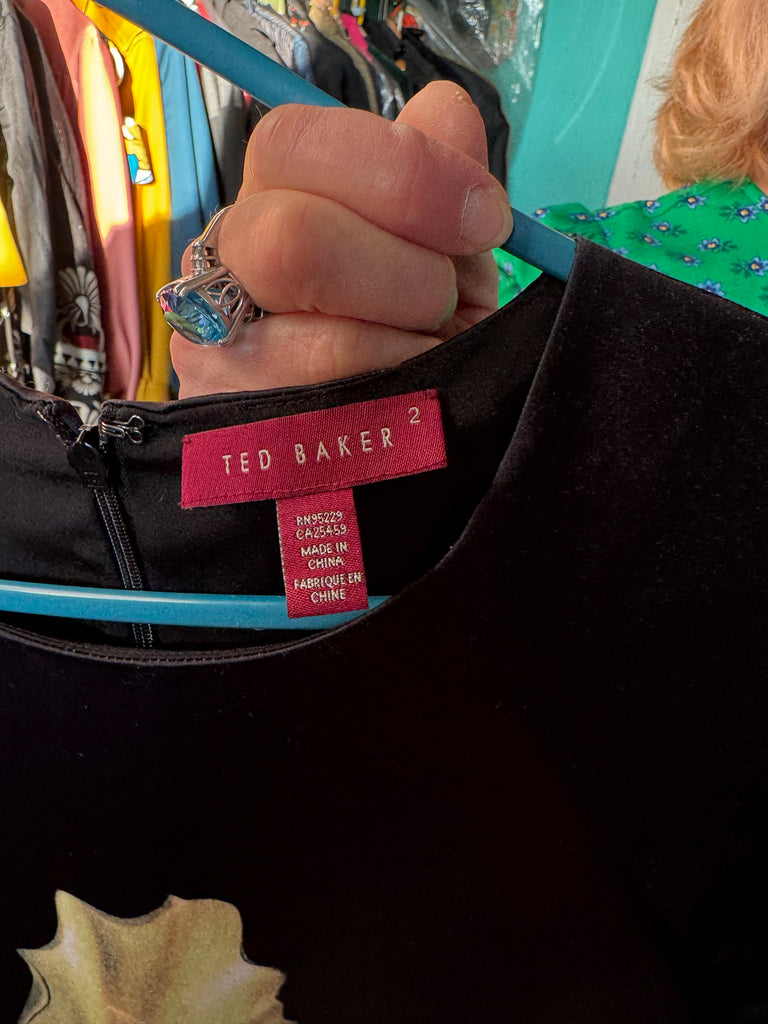 TED BAKER 2
RN95229
CA25459
MADE IN
CHINA
FABRIQUE EN
CHINE